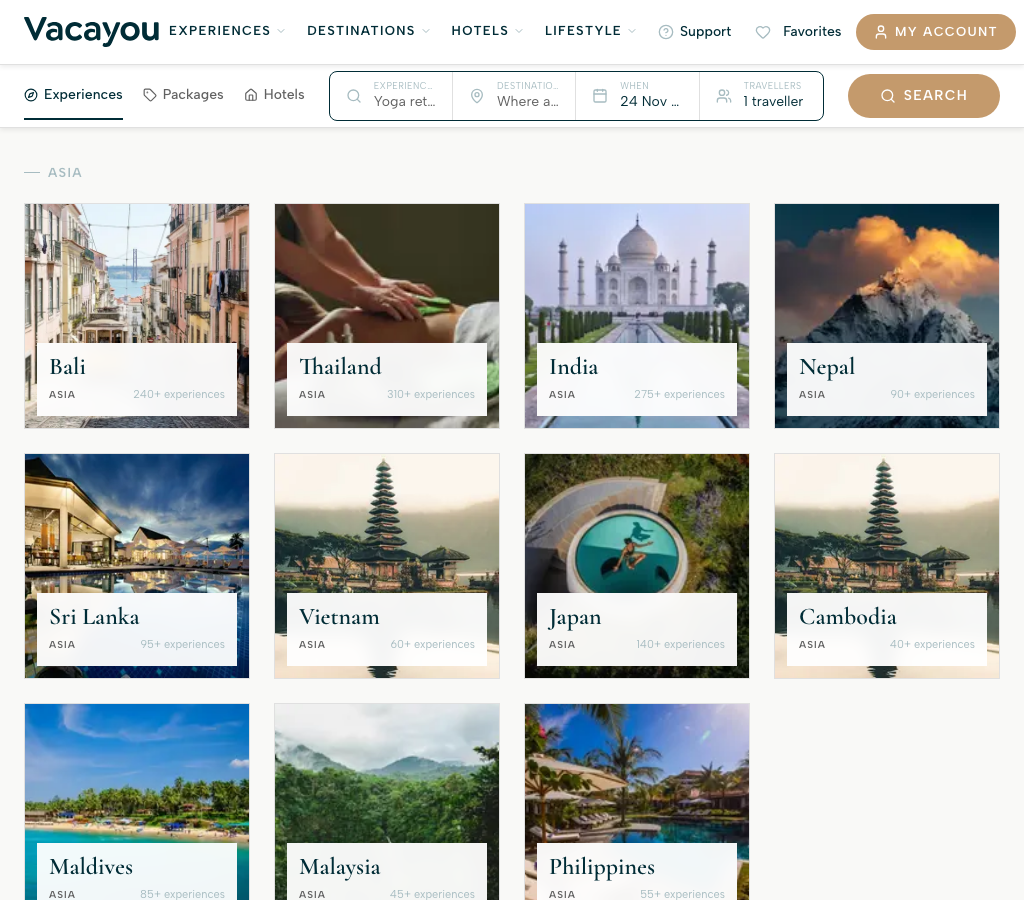 Vacayou EXPERIENCES DESTINATIONS HOTELS LIFESTYLE Support Favorites MY ACCOUNT
Experiences Packages Hotels
EXPERIENC... DESTINATIO... WHEN TRAVELLERS
Yoga ret... Where a... 24 Nov ... 1 traveller
SEARCH
ASIA
Bali
ASIA 240+ experiences
Thailand
ASIA 310+ experiences
India
ASIA 275+ experiences
Nepal
ASIA 90+ experiences
Sri Lanka
ASIA 95+ experiences
Vietnam
ASIA 60+ experiences
Japan
ASIA 140+ experiences
Cambodia
ASIA 40+ experiences
Maldives
ASIA 85+ experiences
Malaysia
ASIA 45+ experiences
Philippines
ASIA 55+ experiences